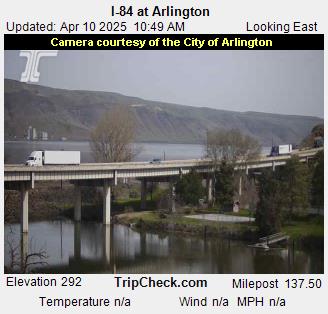 I-84 at Arlington
Updated: Apr 10 2025 10:49 AM Looking East
Camera courtesy of the City of Arlington
Elevation 292 TripCheck.com Milepost 137.50
Temperature n/a Wind n/a MPH n/a